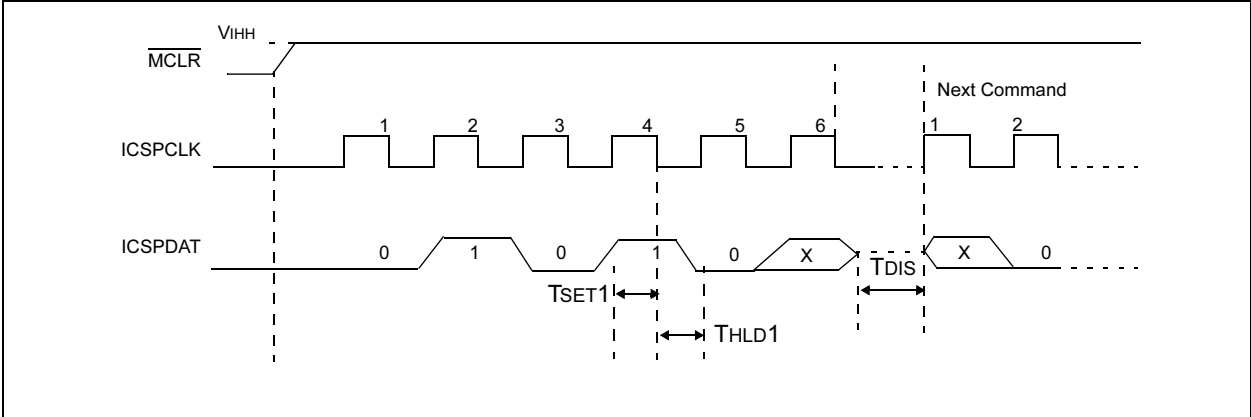 VIHH
MCLR
Next Command
1 2 3 4 5 6 1 2
ICSPCLK
ICSPDAT
0 1 0 1 0 X X 0
TDIS
TSET1
THLD1